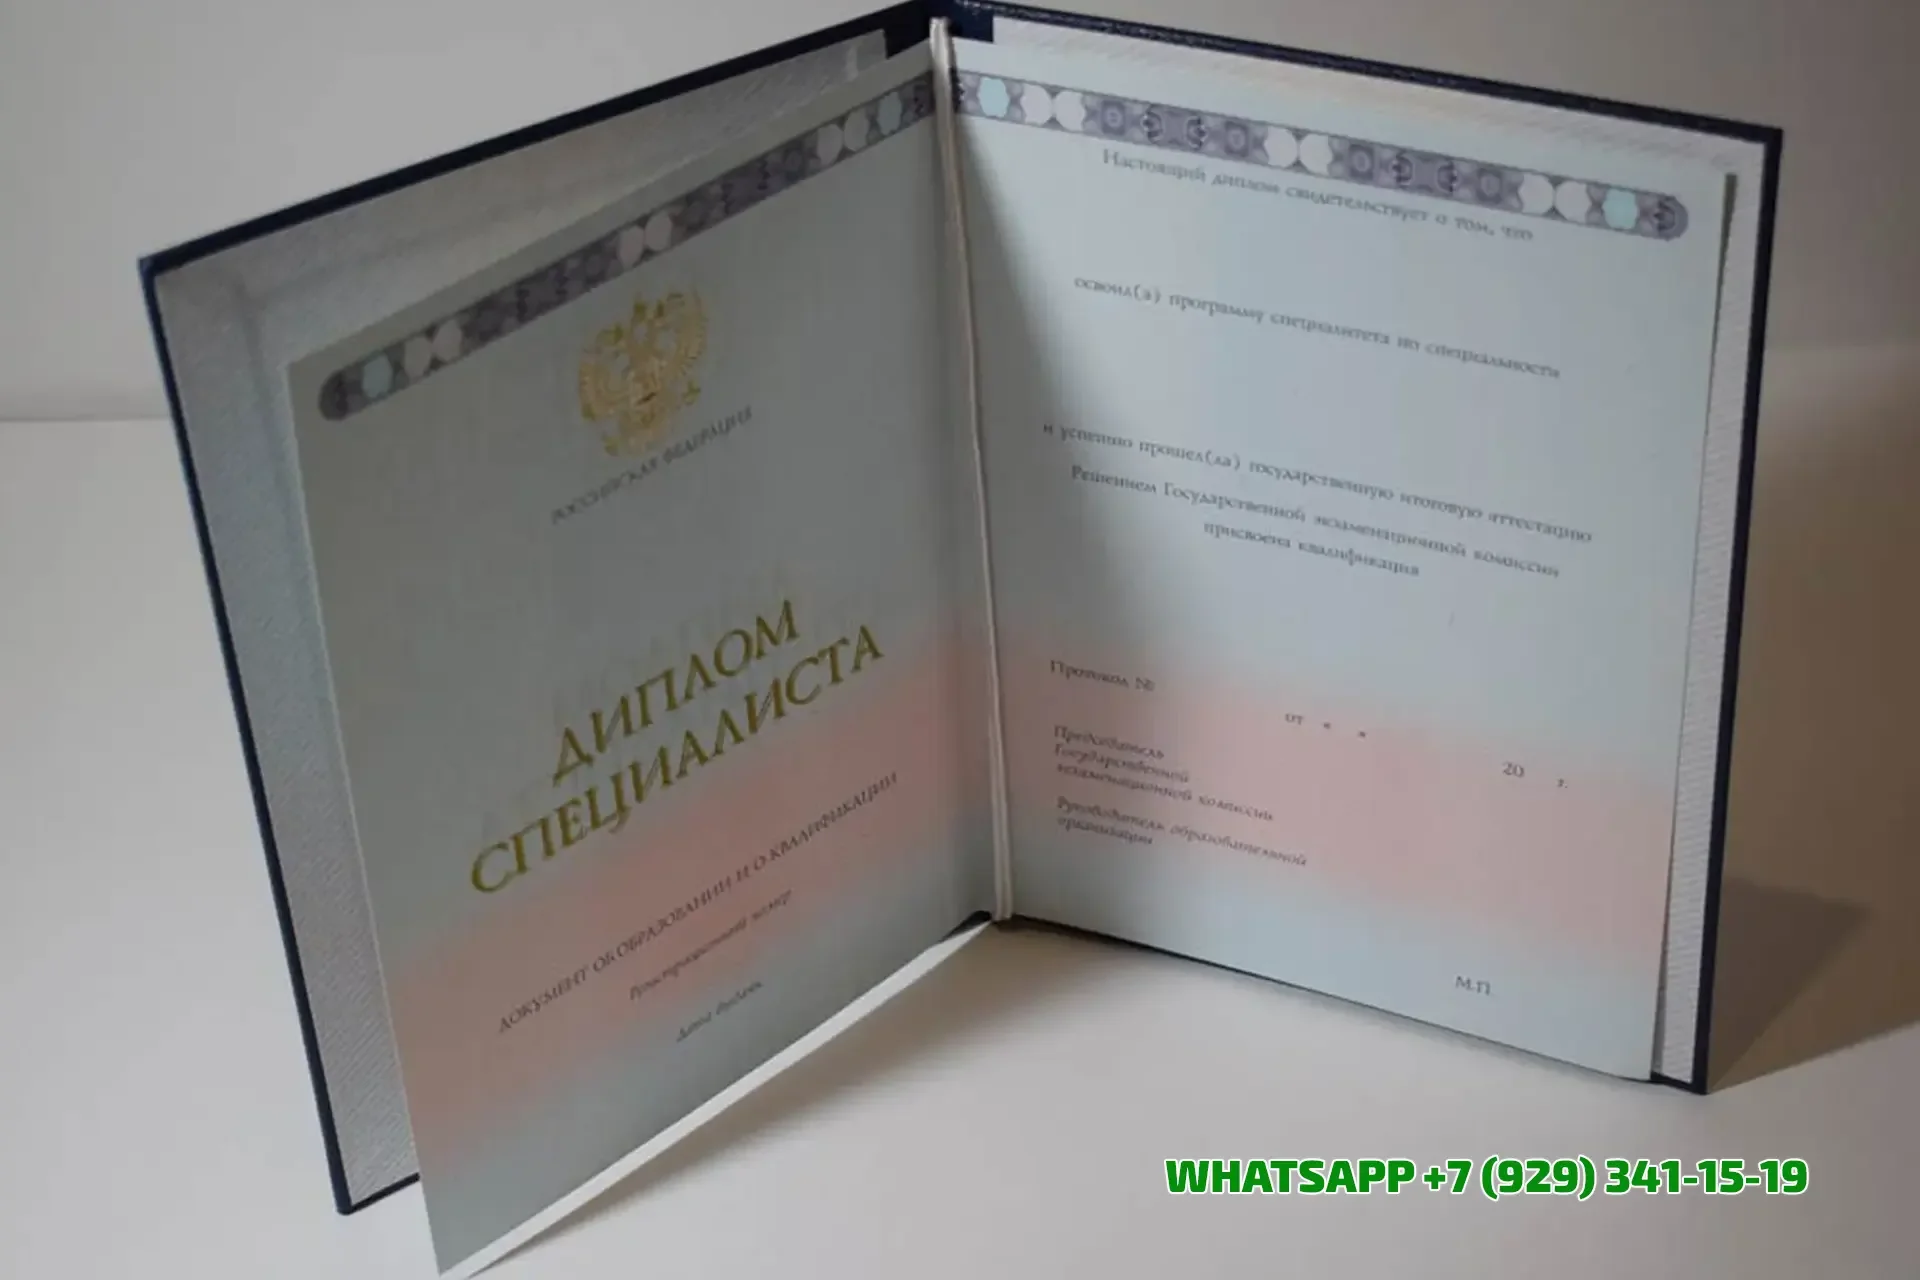 РОССИЙСКАЯ ФЕДЕРАЦИЯ
ДИПЛОМ
СПЕЦИАЛИСТА
ДОКУМЕНТ ОБ ОБРАЗОВАНИИ И О КВАЛИФИКАЦИИ
Регистрационный номер
Дата выдачи
Настоящий диплом свидетельствует о том, что
освоил(а) программу специалитета по специальности
и успешно прошел(ла) государственную итоговую аттестацию
Решением Государственной экзаменационной комиссии
присвоена квалификация
Протокол №
от « »
20 г.
Председатель
Государственной
экзаменационной комиссии
Руководитель образовательной
организации
М.П.
WHATSAPP +7 (929) 341-15-19